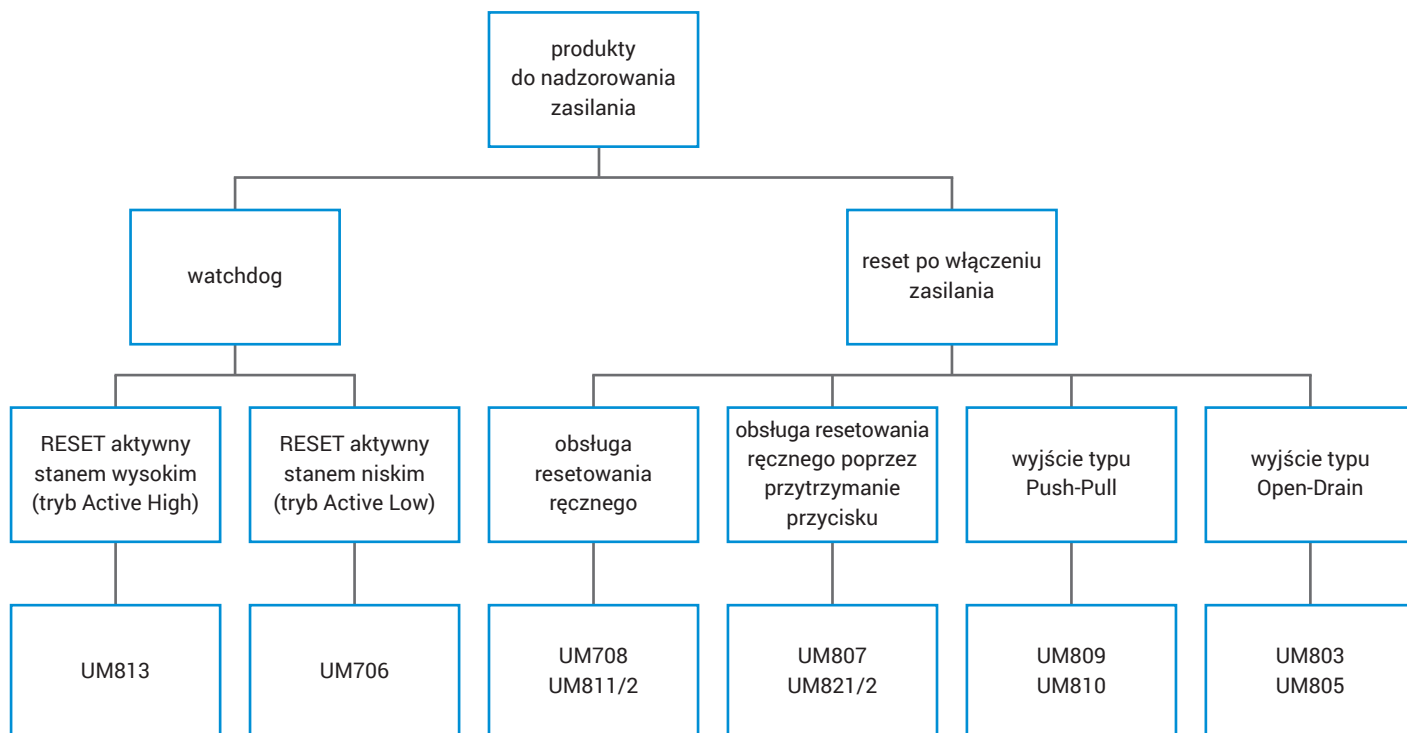 produkty
do nadzorowania
zasilania
watchdog
reset po włączeniu
zasilania
RESET aktywny
stanem wysokim
(tryb Active High)
RESET aktywny
stanem niskim
(tryb Active Low)
obsługa
resetowania
ręcznego
obsługa resetowania
ręcznego poprzez
przytrzymanie
przycisku
wyjście typu
Push-Pull
wyjście typu
Open-Drain
UM813
UM706
UM708
UM811/2
UM807
UM821/2
UM809
UM810
UM803
UM805